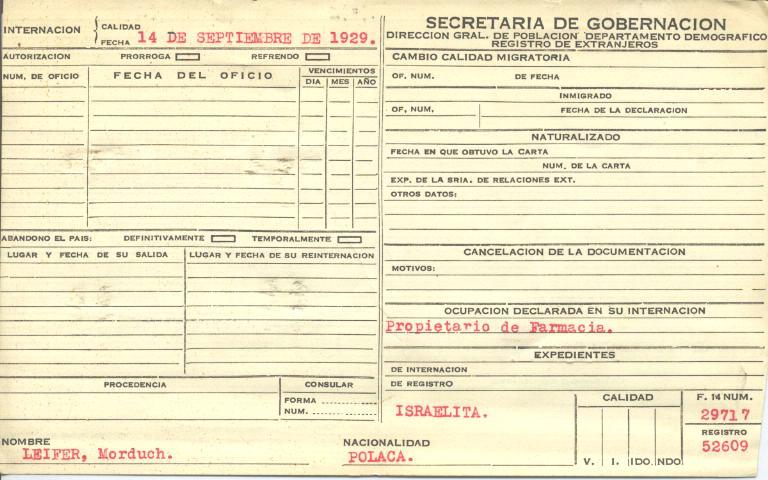 INTERNACION { CALIDAD
FECHA 14 DE SEPTIEMBRE DE 1929.
AUTORIZACION PRORROGA REFRENDO
NUM. DE OFICIO FECHA DEL OFICIO VENCIMIENTOS
DIA MES AÑO
ABANDONO EL PAIS: DEFINITIVAMENTE TEMPORALMENTE
LUGAR Y FECHA DE SU SALIDA LUGAR Y FECHA DE SU REINTERNACION
PROCEDENCIA CONSULAR
FORMA
NUM.
NOMBRE
LEIFER, Morduch.
NACIONALIDAD
POLACA.
SECRETARIA DE GOBERNACION
DIRECCION GRAL. DE POBLACION DEPARTAMENTO DEMOGRAFICO
REGISTRO DE EXTRANJEROS
CAMBIO CALIDAD MIGRATORIA
OF. NUM. DE FECHA
INMIGRADO
OF, NUM. FECHA DE LA DECLARACION
NATURALIZADO
FECHA EN QUE OBTUVO LA CARTA
NUM. DE LA CARTA
EXP. DE LA SRIA. DE RELACIONES EXT.
OTROS DATOS:
CANCELACION DE LA DOCUMENTACION
MOTIVOS:
OCUPACION DECLARADA EN SU INTERNACION
Propietario de Farmacia.
EXPEDIENTES
DE INTERNACION
DE REGISTRO
ISRAELITA.
CALIDAD
V. I. IDO. NDO.
F. 14 NUM.
29717
REGISTRO
52609